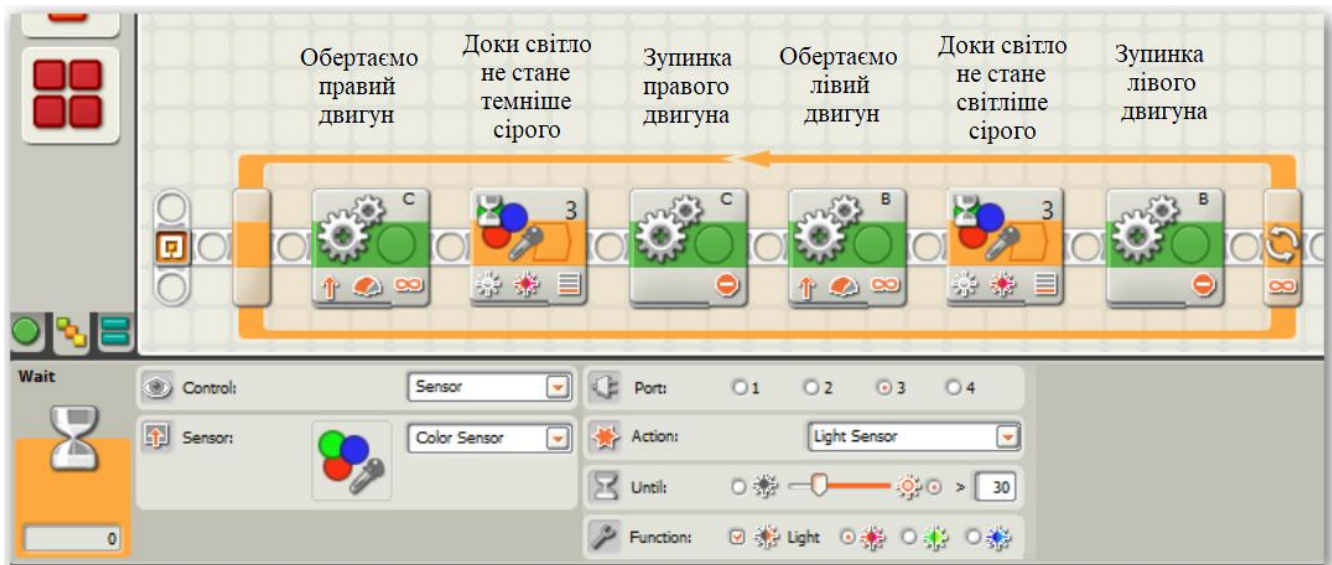 Обертаємо
правий
двигун
Доки світло
не стане
темніше
сірого
Зупинка
правого
двигуна
Обертаємо
лівий
двигун
Доки світло
не стане
світліше
сірого
Зупинка
лівого
двигуна
C
3
C
B
3
B
Wait
0
Control: Sensor
Sensor: Color Sensor
Port: 1 2 3 4
Action: Light Sensor
Until: > 30
Function: Light